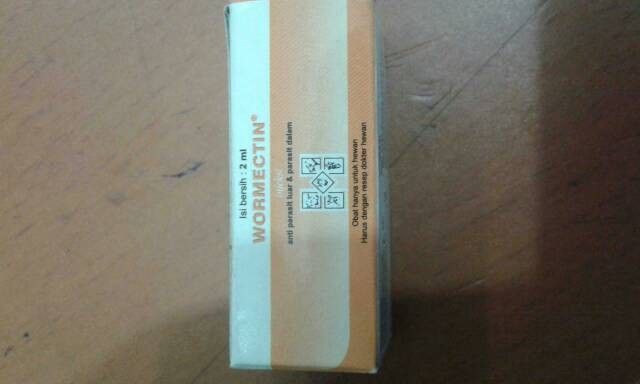 Isi bersih : 2 ml
WORMECTIN®
anti parasit luar & parasit dalam
Obat hanya untuk hewan
Harus dengan resep dokter hewan